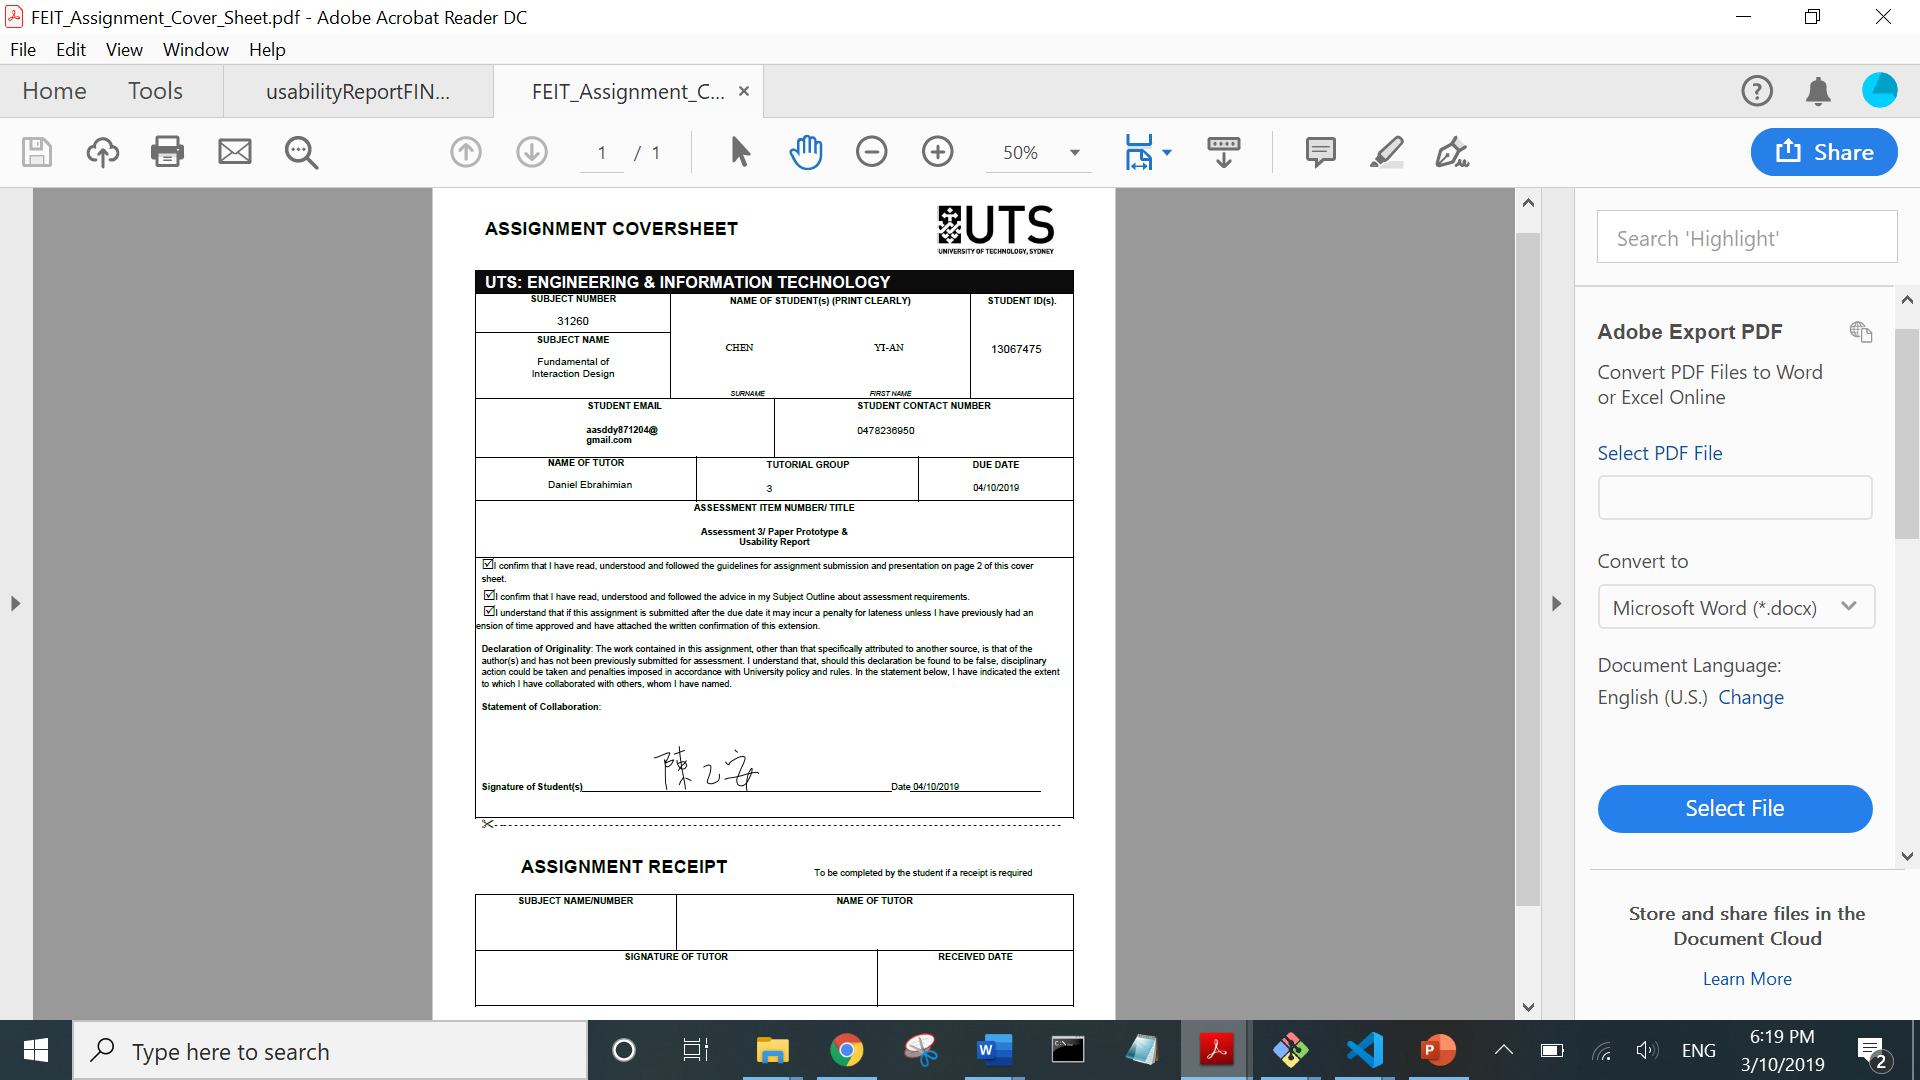 FEIT_Assignment_Cover_Sheet.pdf - Adobe Acrobat Reader DC
File Edit View Window Help
Home Tools usabilityReportFIN... FEIT_Assignment_C...
1 / 1 50% Share
ASSIGNMENT COVERSHEET
UTS
UNIVERSITY OF TECHNOLOGY, SYDNEY
UTS: ENGINEERING & INFORMATION TECHNOLOGY
SUBJECT NUMBER
31260
SUBJECT NAME
Fundamental of
Interaction Design
NAME OF STUDENT(s) (PRINT CLEARLY)
CHEN YI-AN
SURNAME FIRST NAME
STUDENT ID(s).
13067475
STUDENT EMAIL
aasddy871204@
gmail.com
STUDENT CONTACT NUMBER
0478236950
NAME OF TUTOR
Daniel Ebrahimian
TUTORIAL GROUP
3
DUE DATE
04/10/2019
ASSESSMENT ITEM NUMBER/ TITLE
Assessment 3/ Paper Prototype &
Usability Report
I confirm that I have read, understood and followed the guidelines for assignment submission and presentation on page 2 of this cover
sheet.
I confirm that I have read, understood and followed the advice in my Subject Outline about assessment requirements.
I understand that if this assignment is submitted after the due date it may incur a penalty for lateness unless I have previously had an
ension of time approved and have attached the written confirmation of this extension.
Declaration of Originality: The work contained in this assignment, other than that specifically attributed to another source, is that of the
author(s) and has not been previously submitted for assessment. I understand that, should this declaration be found to be false, disciplinary
action could be taken and penalties imposed in accordance with University policy and rules. In the statement below, I have indicated the extent
to which I have collaborated with others, whom I have named.
Statement of Collaboration:
陳乙安
Signature of Student(s) Date 04/10/2019
ASSIGNMENT RECEIPT
To be completed by the student if a receipt is required
SUBJECT NAME/NUMBER NAME OF TUTOR
SIGNATURE OF TUTOR RECEIVED DATE
Search 'Highlight'
Adobe Export PDF
Convert PDF Files to Word
or Excel Online
Select PDF File
Convert to
Microsoft Word (*.docx)
Document Language:
English (U.S.) Change
Select File
Store and share files in the
Document Cloud
Learn More
Type here to search
ENG
6:19 PM
3/10/2019
2